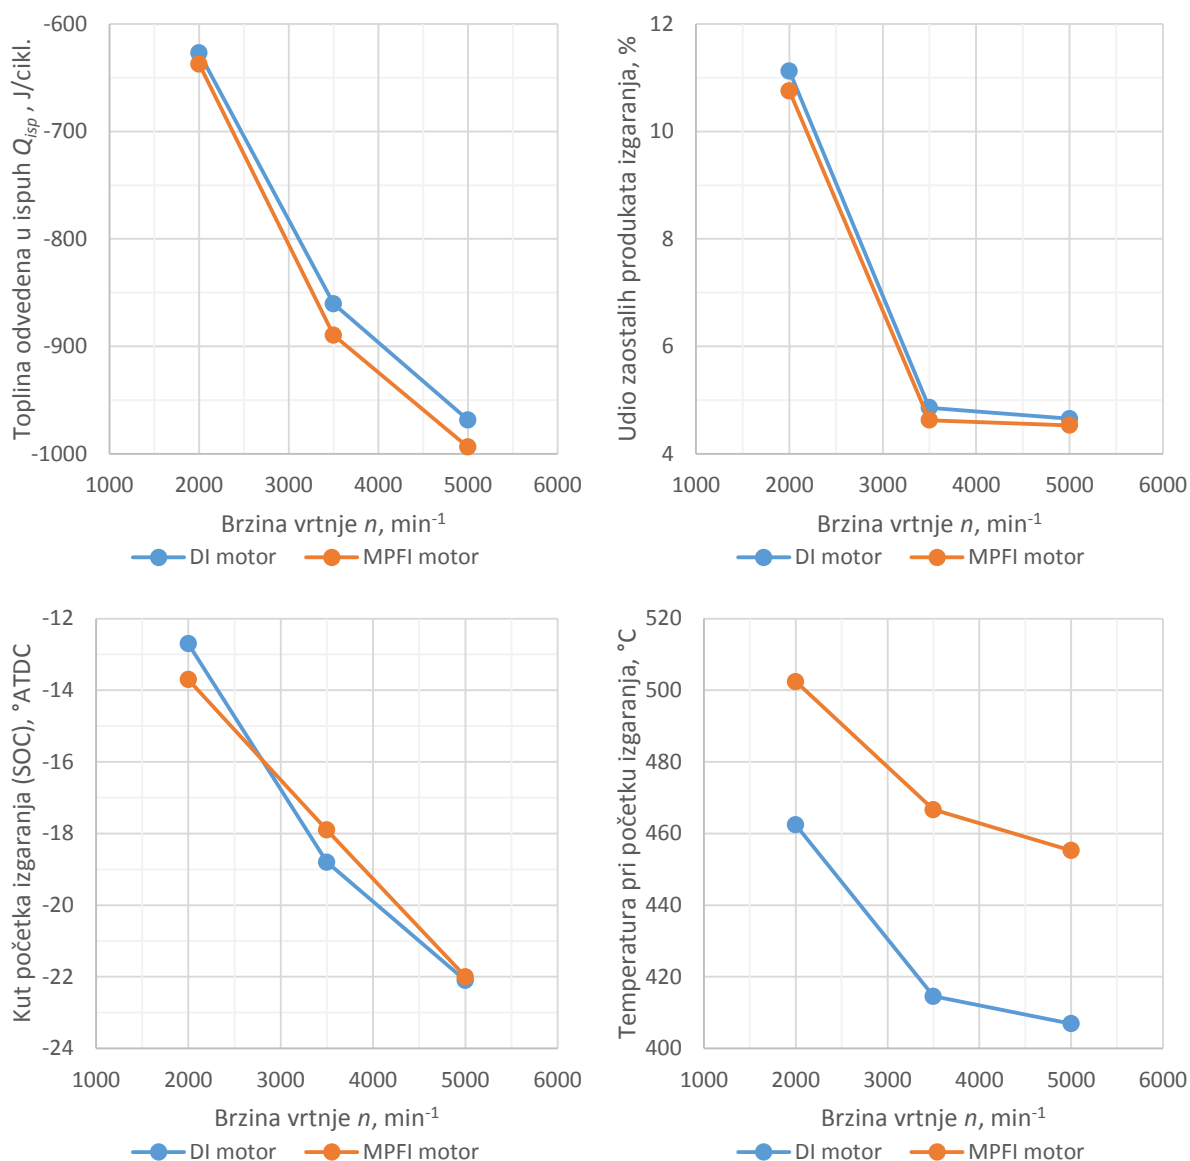 Toplina odvedena u ispuh Qisp , J/cikl.
-600
-700
-800
-900
-1000
1000 2000 3000 4000 5000 6000
Brzina vrtnje n, min-1
DI motor MPFI motor
Udio zaostalih produkata izgaranja, %
12
10
8
6
4
1000 2000 3000 4000 5000 6000
Brzina vrtnje n, min-1
DI motor MPFI motor
Kut početka izgaranja (SOC), °ATDC
-12
-14
-16
-18
-20
-22
-24
1000 2000 3000 4000 5000 6000
Brzina vrtnje n, min-1
DI motor MPFI motor
Temperatura pri početku izgaranja, °C
520
500
480
460
440
420
400
1000 2000 3000 4000 5000 6000
Brzina vrtnje n, min-1
DI motor MPFI motor